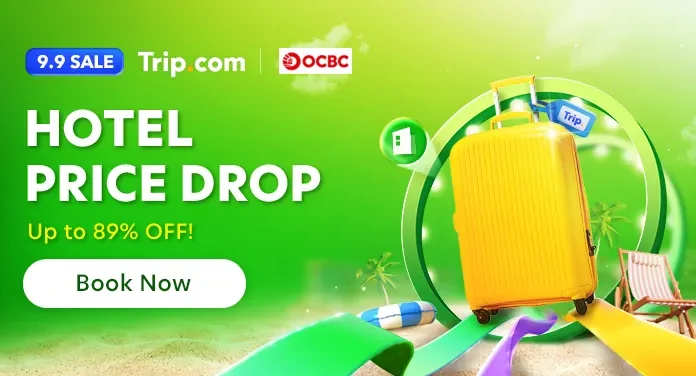 9.9 SALE Trip.com OCBC
HOTEL
PRICE DROP
Up to 89% OFF!
Book Now
Trip